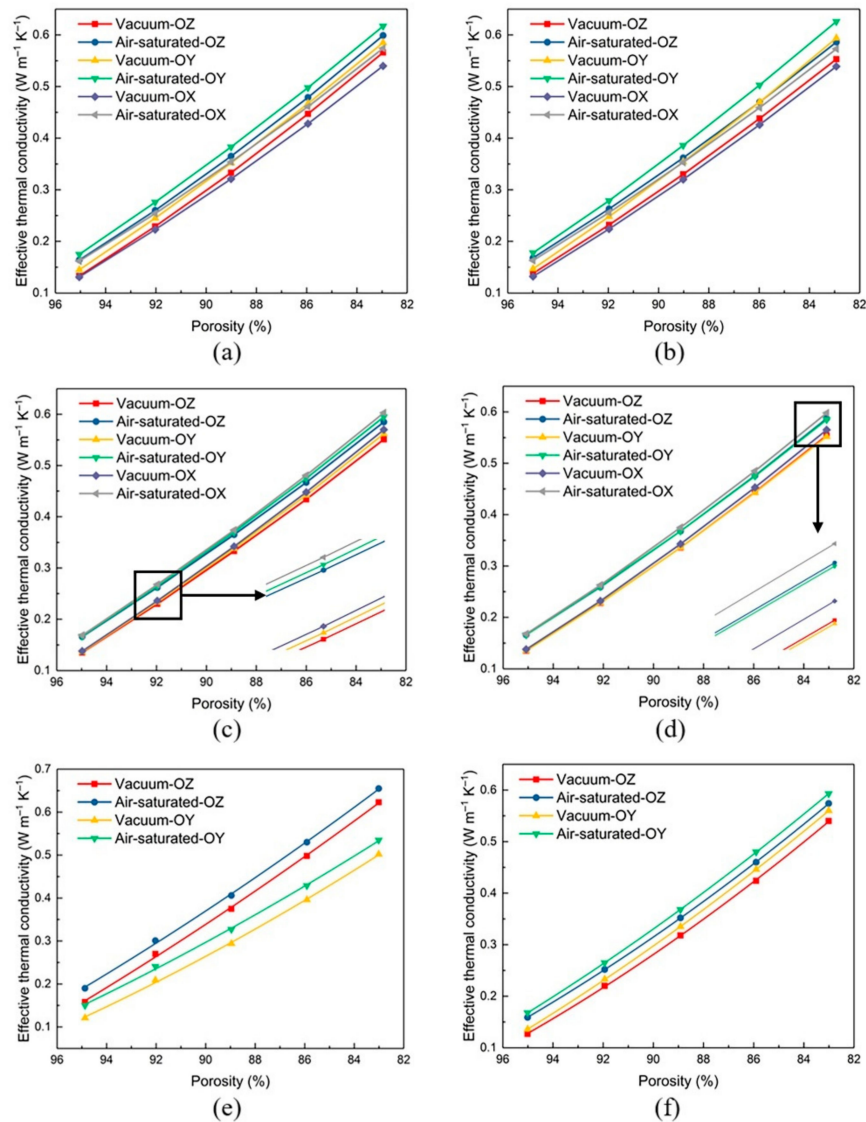 Effective thermal conductivity (W m⁻¹ K⁻¹)
0.6
0.5
0.4
0.3
0.2
0.1
Vacuum-OZ
Air-saturated-OZ
Vacuum-OY
Air-saturated-OY
Vacuum-OX
Air-saturated-OX
96 94 92 90 88 86 84 82
Porosity (%)
(a)
Effective thermal conductivity (W m⁻¹ K⁻¹)
0.6
0.5
0.4
0.3
0.2
0.1
Vacuum-OZ
Air-saturated-OZ
Vacuum-OY
Air-saturated-OY
Vacuum-OX
Air-saturated-OX
96 94 92 90 88 86 84 82
Porosity (%)
(b)
Effective thermal conductivity (W m⁻¹ K⁻¹)
0.6
0.5
0.4
0.3
0.2
0.1
Vacuum-OZ
Air-saturated-OZ
Vacuum-OY
Air-saturated-OY
Vacuum-OX
Air-saturated-OX
96 94 92 90 88 86 84 82
Porosity (%)
(c)
Effective thermal conductivity (W m⁻¹ K⁻¹)
0.6
0.5
0.4
0.3
0.2
0.1
Vacuum-OZ
Air-saturated-OZ
Vacuum-OY
Air-saturated-OY
Vacuum-OX
Air-saturated-OX
96 94 92 90 88 86 84 82
Porosity (%)
(d)
Effective thermal conductivity (W m⁻¹ K⁻¹)
0.7
0.6
0.5
0.4
0.3
0.2
0.1
Vacuum-OZ
Air-saturated-OZ
Vacuum-OY
Air-saturated-OY
96 94 92 90 88 86 84 82
Porosity (%)
(e)
Effective thermal conductivity (W m⁻¹ K⁻¹)
0.6
0.5
0.4
0.3
0.2
0.1
Vacuum-OZ
Air-saturated-OZ
Vacuum-OY
Air-saturated-OY
96 94 92 90 88 86 84 82
Porosity (%)
(f)